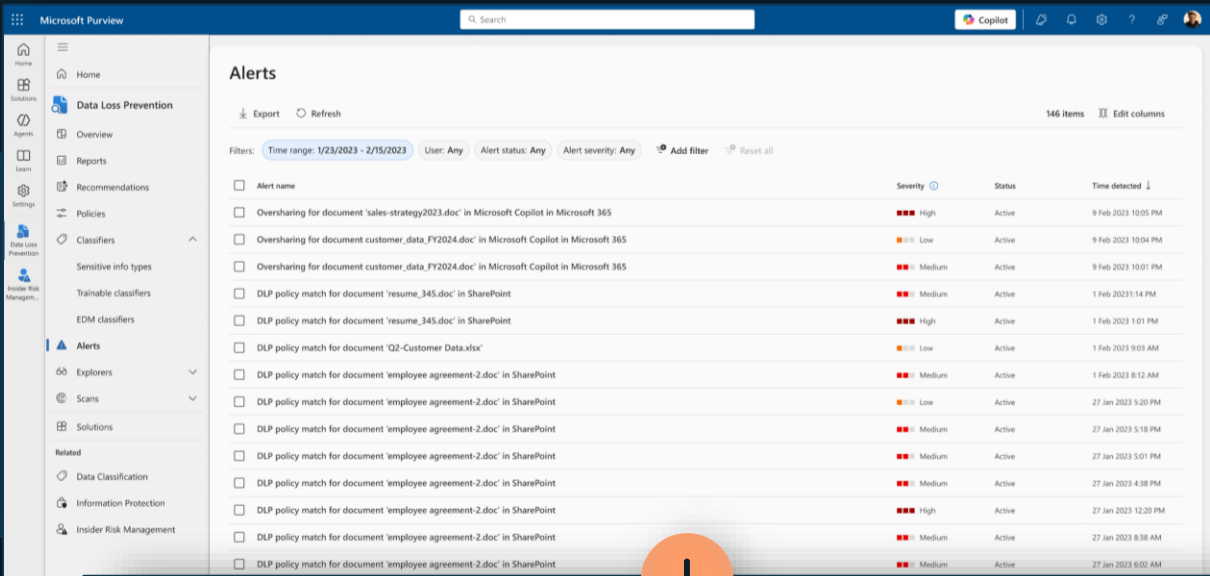 Microsoft Purview
Search
Copilot
Home
Solutions
Agents
Learn
Settings
Data Loss Prevention
Insider Risk Managem...
Home
Data Loss Prevention
Overview
Reports
Recommendations
Policies
Classifiers
Sensitive info types
Trainable classifiers
EDM classifiers
Alerts
Explorers
Scans
Solutions
Related
Data Classification
Information Protection
Insider Risk Management
Alerts
Export Refresh 146 items Edit columns
Filters: Time range: 1/23/2023 - 2/15/2023 User: Any Alert status: Any Alert severity: Any Add filter Reset all
Alert name Severity Status Time detected
Oversharing for document 'sales-strategy2023.doc' in Microsoft Copilot in Microsoft 365 High Active 9 Feb 2023 10:05 PM
Oversharing for document customer_data_FY2024.doc' in Microsoft Copilot in Microsoft 365 Low Active 9 Feb 2023 10:04 PM
Oversharing for document customer_data_FY2024.doc' in Microsoft Copilot in Microsoft 365 Medium Active 9 Feb 2023 10:01 PM
DLP policy match for document 'resume_345.doc' in SharePoint Medium Active 1 Feb 20231:14 PM
DLP policy match for document 'resume_345.doc' in SharePoint High Active 1 Feb 2023 1:01 PM
DLP policy match for document 'Q2-Customer Data.xlsx' Low Active 1 Feb 2023 9:03 AM
DLP policy match for document 'employee agreement-2.doc' in SharePoint Medium Active 1 Feb 2023 8:12 AM
DLP policy match for document 'employee agreement-2.doc' in SharePoint Low Active 27 Jan 2023 5:20 PM
DLP policy match for document 'employee agreement-2.doc' in SharePoint Medium Active 27 Jan 2023 5:18 PM
DLP policy match for document 'employee agreement-2.doc' in SharePoint Medium Active 27 Jan 2023 5:01 PM
DLP policy match for document 'employee agreement-2.doc' in SharePoint Medium Active 27 Jan 2023 4:38 PM
DLP policy match for document 'employee agreement-2.doc' in SharePoint High Active 27 Jan 2023 12:20 PM
DLP policy match for document 'employee agreement-2.doc' in SharePoint Medium Active 27 Jan 2023 8:38 AM
DLP policy match for document 'employee agreement-2.doc' in SharePoint Medium Active 27 Jan 2023 6:02 AM